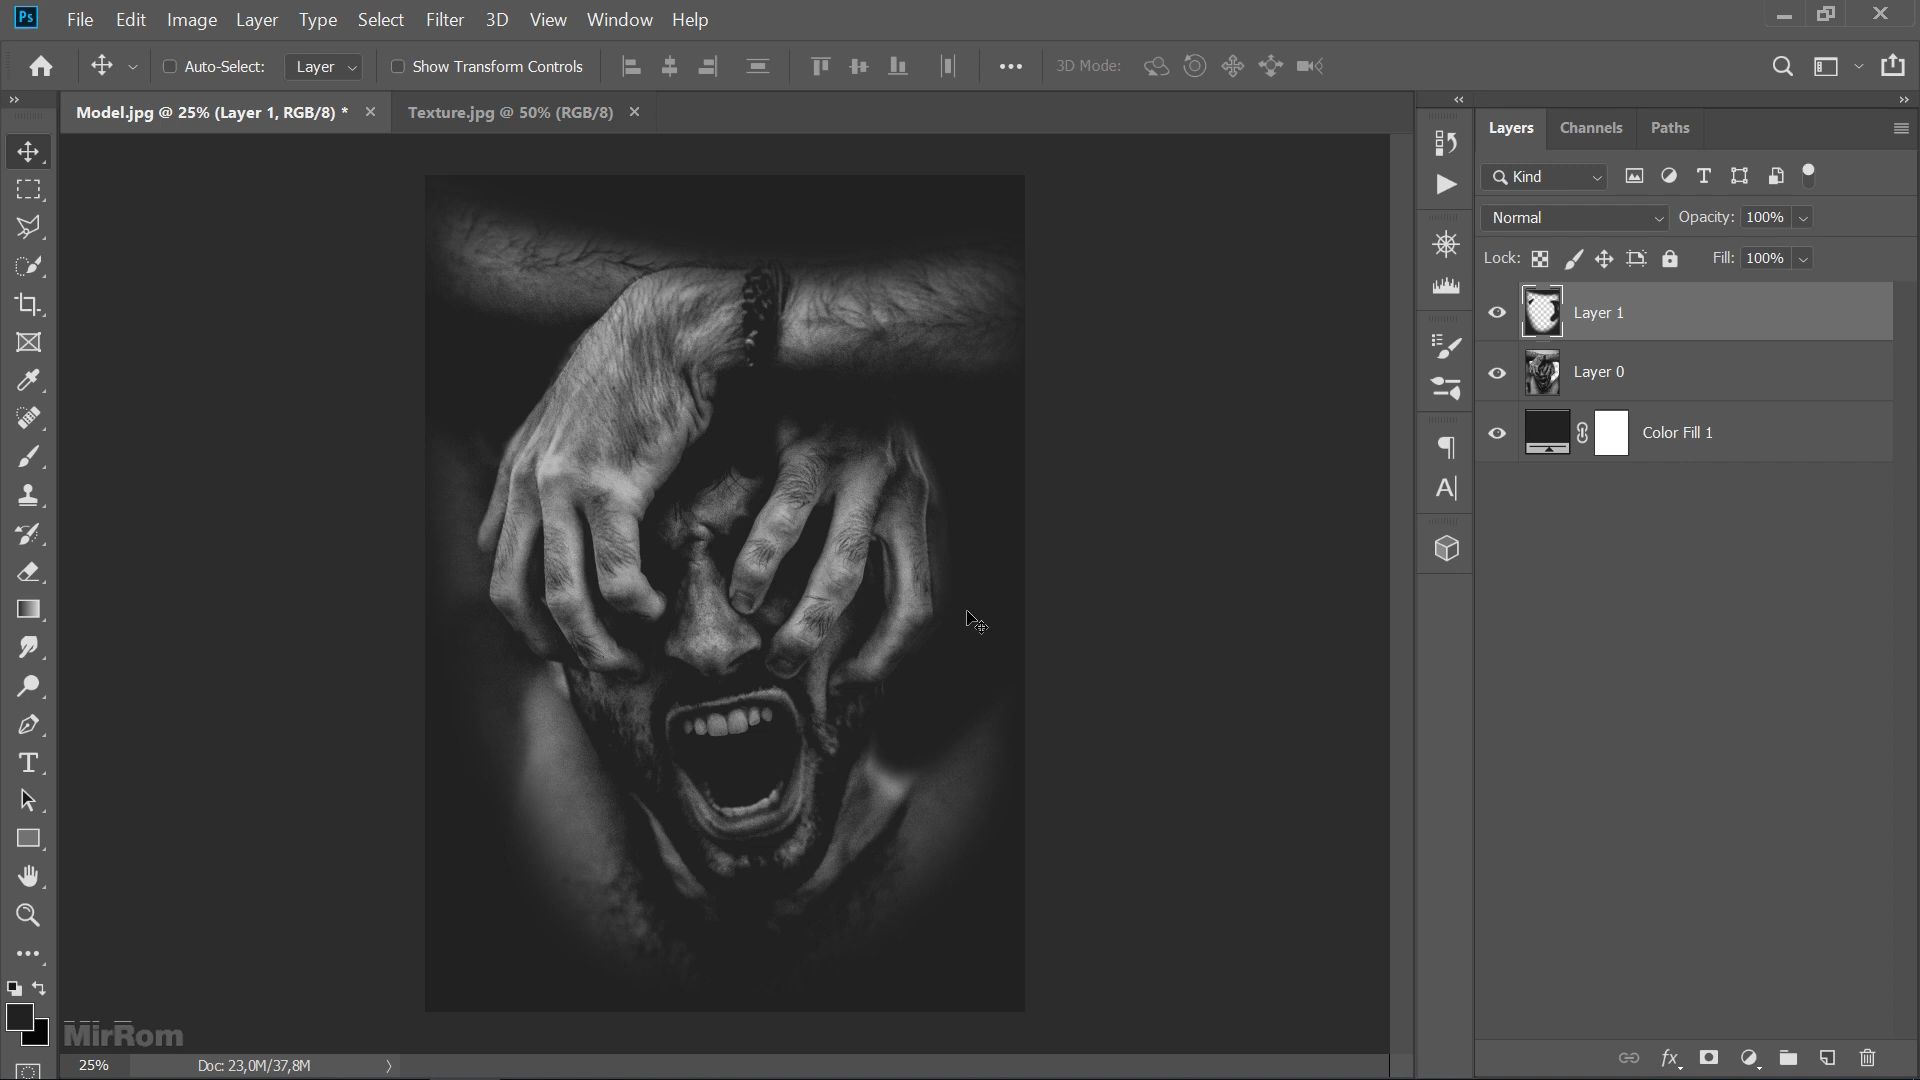 Ps File Edit Image Layer Type Select Filter 3D View Window Help
Auto-Select: Layer Show Transform Controls 3D Mode:
Model.jpg @ 25% (Layer 1, RGB/8) * Texture.jpg @ 50% (RGB/8)
Layers Channels Paths
Kind
Normal Opacity: 100%
Lock: Fill: 100%
Layer 1
Layer 0
Color Fill 1
MirRom
25% Doc: 23,0M/37,8M